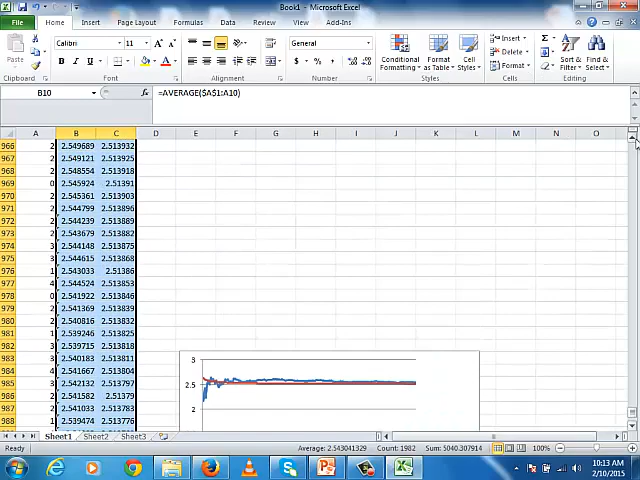 Book1 - Microsoft Excel
File Home Insert Page Layout Formulas Data Review View Add-Ins
Calibri 11 General
Paste Conditional Formatting Format as Table Cell Styles Insert Delete Format Sort & Filter Find & Select
Clipboard Font Alignment Number Styles Cells Editing
B10 fx =AVERAGE($A$1:A10)
A B C D E F G H I J K L M N O
966 2 2.549689 2.513932
967 2 2.549121 2.513925
968 2 2.548554 2.513918
969 0 2.545924 2.51391
970 2 2.545361 2.513903
971 2 2.544799 2.513896
972 2 2.544239 2.513889
973 2 2.543679 2.513882
974 3 2.544148 2.513875
975 3 2.544615 2.513868
976 1 2.543033 2.51386
977 4 2.544524 2.513853
978 0 2.541922 2.513846
979 2 2.541369 2.513839
980 2 2.540816 2.513832
981 1 2.539246 2.513825
982 3 2.539715 2.513818
983 3 2.540183 2.513811
984 4 2.541667 2.513804
985 3 2.542132 2.513797
986 2 2.541582 2.51379
987 2 2.541033 2.513783
988 1 2.539474 2.513776
3
2.5
2
Sheet1 Sheet2 Sheet3
Ready Average: 2.543041329 Count: 1982 Sum: 5040.307914 100%
10:13 AM
2/10/2015